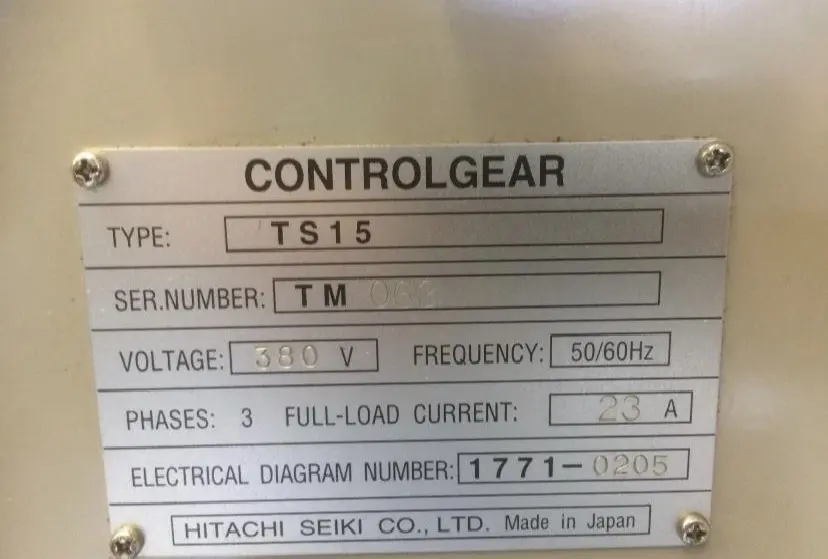 CONTROLGEAR
TYPE: TS15
SER.NUMBER: TM
VOLTAGE: 380 V FREQUENCY: 50/60Hz
PHASES: 3 FULL-LOAD CURRENT: 23 A
ELECTRICAL DIAGRAM NUMBER: 1771-0205
HITACHI SEIKI CO., LTD. Made in Japan